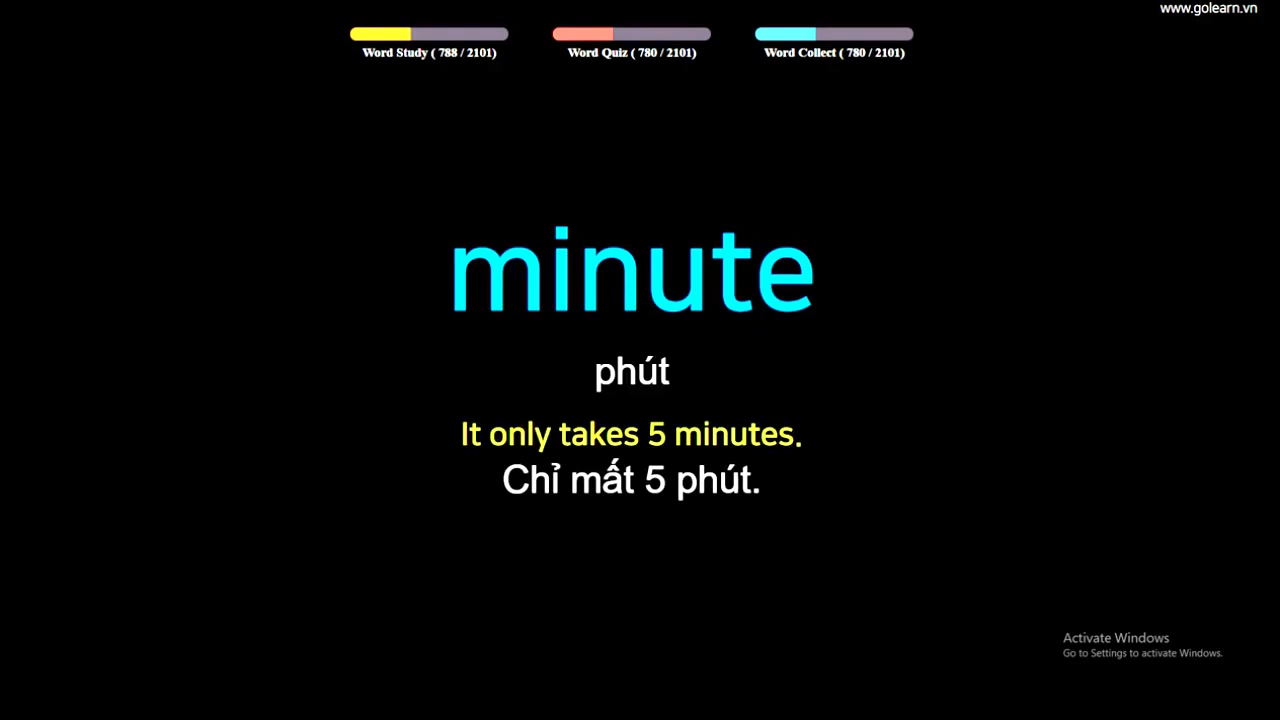 www.golearn.vn
Word Study ( 788 / 2101)
Word Quiz ( 780 / 2101)
Word Collect ( 780 / 2101)
minute
phút
It only takes 5 minutes.
Chỉ mất 5 phút.
Activate Windows
Go to Settings to activate Windows.